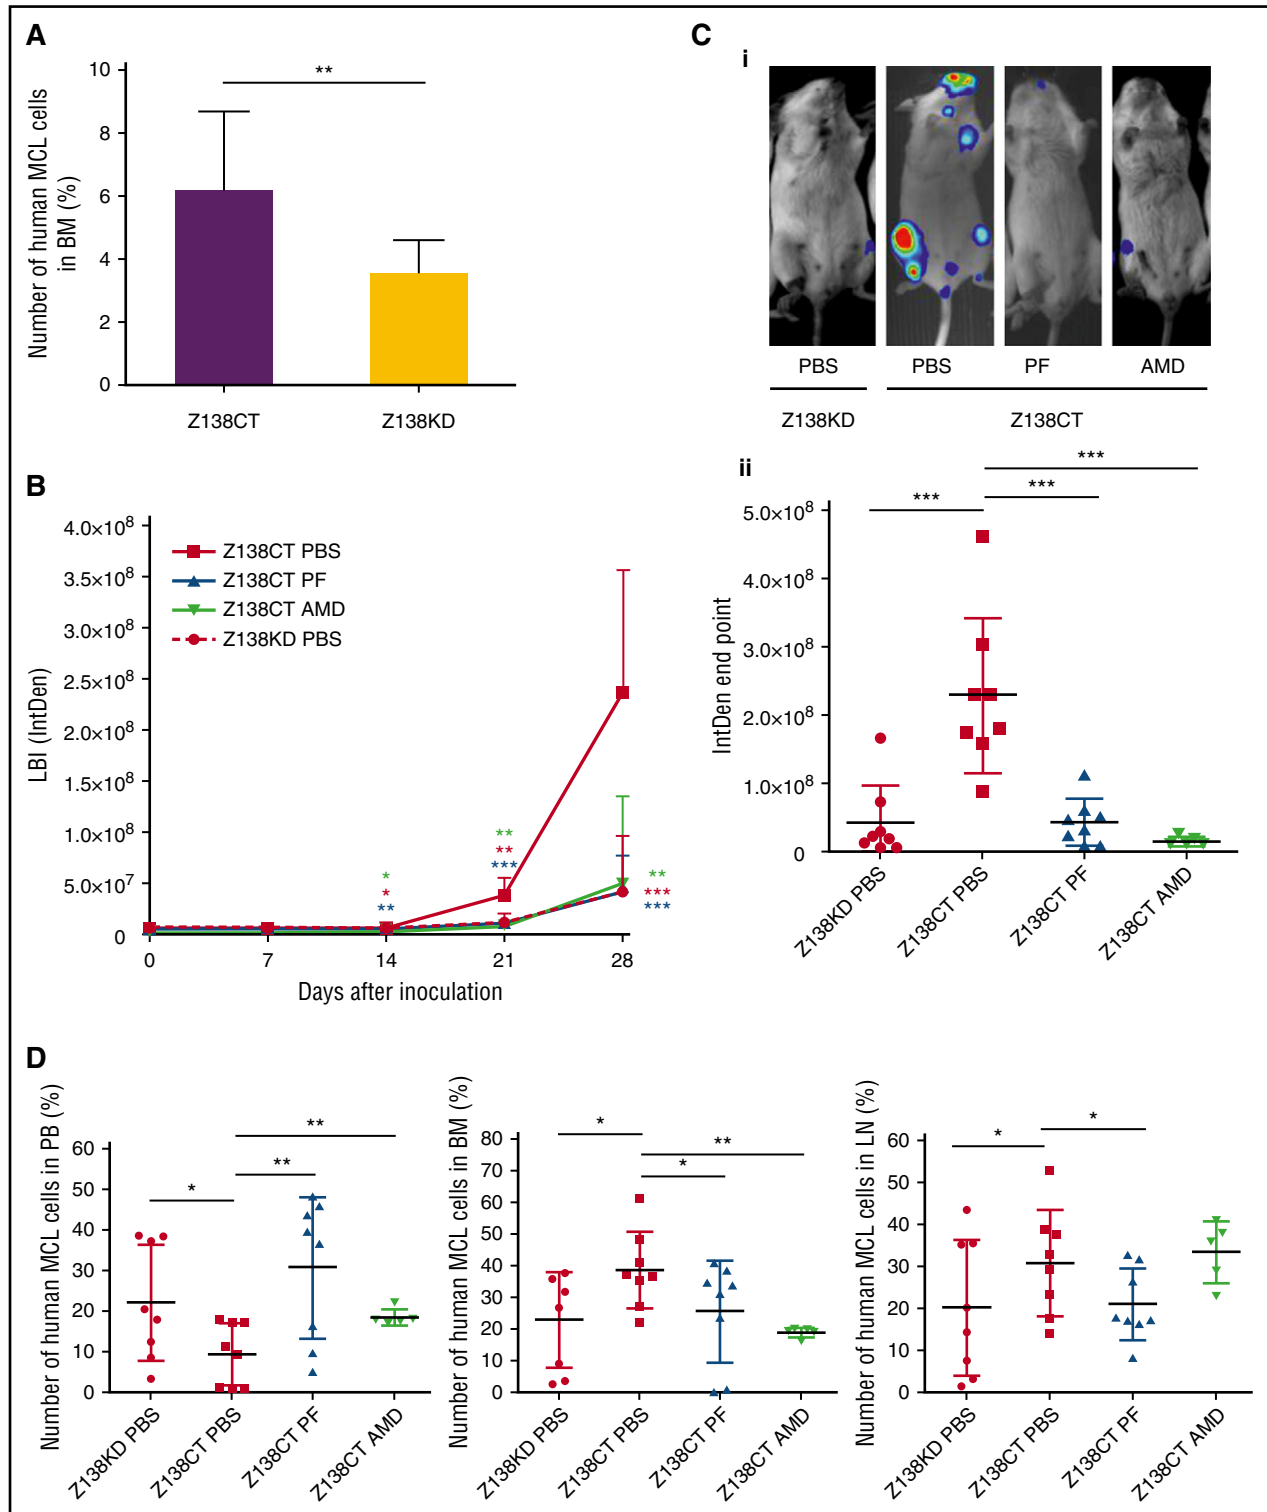 A
Number of human MCL cells
in BM (%)
10
8
6
4
2
0
**
Z138CT
Z138KD
B
LBI (IntDen)
4.0×10⁸
3.5×10⁸
3.0×10⁸
2.5×10⁸
2.0×10⁸
1.5×10⁸
1.0×10⁸
5.0×10⁷
0
Z138CT PBS
Z138CT PF
Z138CT AMD
Z138KD PBS
*
*
**
**
**
***
**
***
***
0 7 14 21 28
Days after inoculation
C
i
PBS PBS PF AMD
Z138KD Z138CT
ii
IntDen end point
5.0×10⁸
4.0×10⁸
3.0×10⁸
2.0×10⁸
1.0×10⁸
0
***
***
***
Z138KD PBS
Z138CT PBS
Z138CT PF
Z138CT AMD
D
Number of human MCL cells in PB (%)
60
50
40
30
20
10
0
**
**
*
Z138KD PBS
Z138CT PBS
Z138CT PF
Z138CT AMD
Number of human MCL cells in BM (%)
80
70
60
50
40
30
20
10
0
*
**
*
Z138KD PBS
Z138CT PBS
Z138CT PF
Z138CT AMD
Number of human MCL cells in LN (%)
60
50
40
30
20
10
0
*
*
Z138KD PBS
Z138CT PBS
Z138CT PF
Z138CT AMD